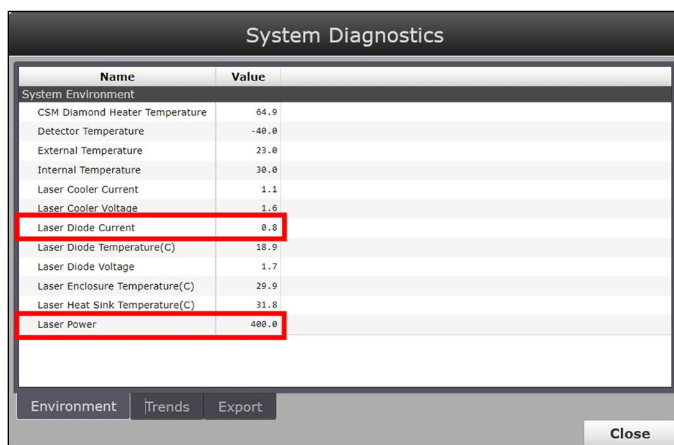 System Diagnostics
Name Value
System Environment
CSM Diamond Heater Temperature 64.9
Detector Temperature -40.0
External Temperature 23.0
Internal Temperature 30.0
Laser Cooler Current 1.1
Laser Cooler Voltage 1.6
Laser Diode Current 0.8
Laser Diode Temperature(C) 18.9
Laser Diode Voltage 1.7
Laser Enclosure Temperature(C) 29.9
Laser Heat Sink Temperature(C) 31.8
Laser Power 400.0
Environment Trends Export
Close